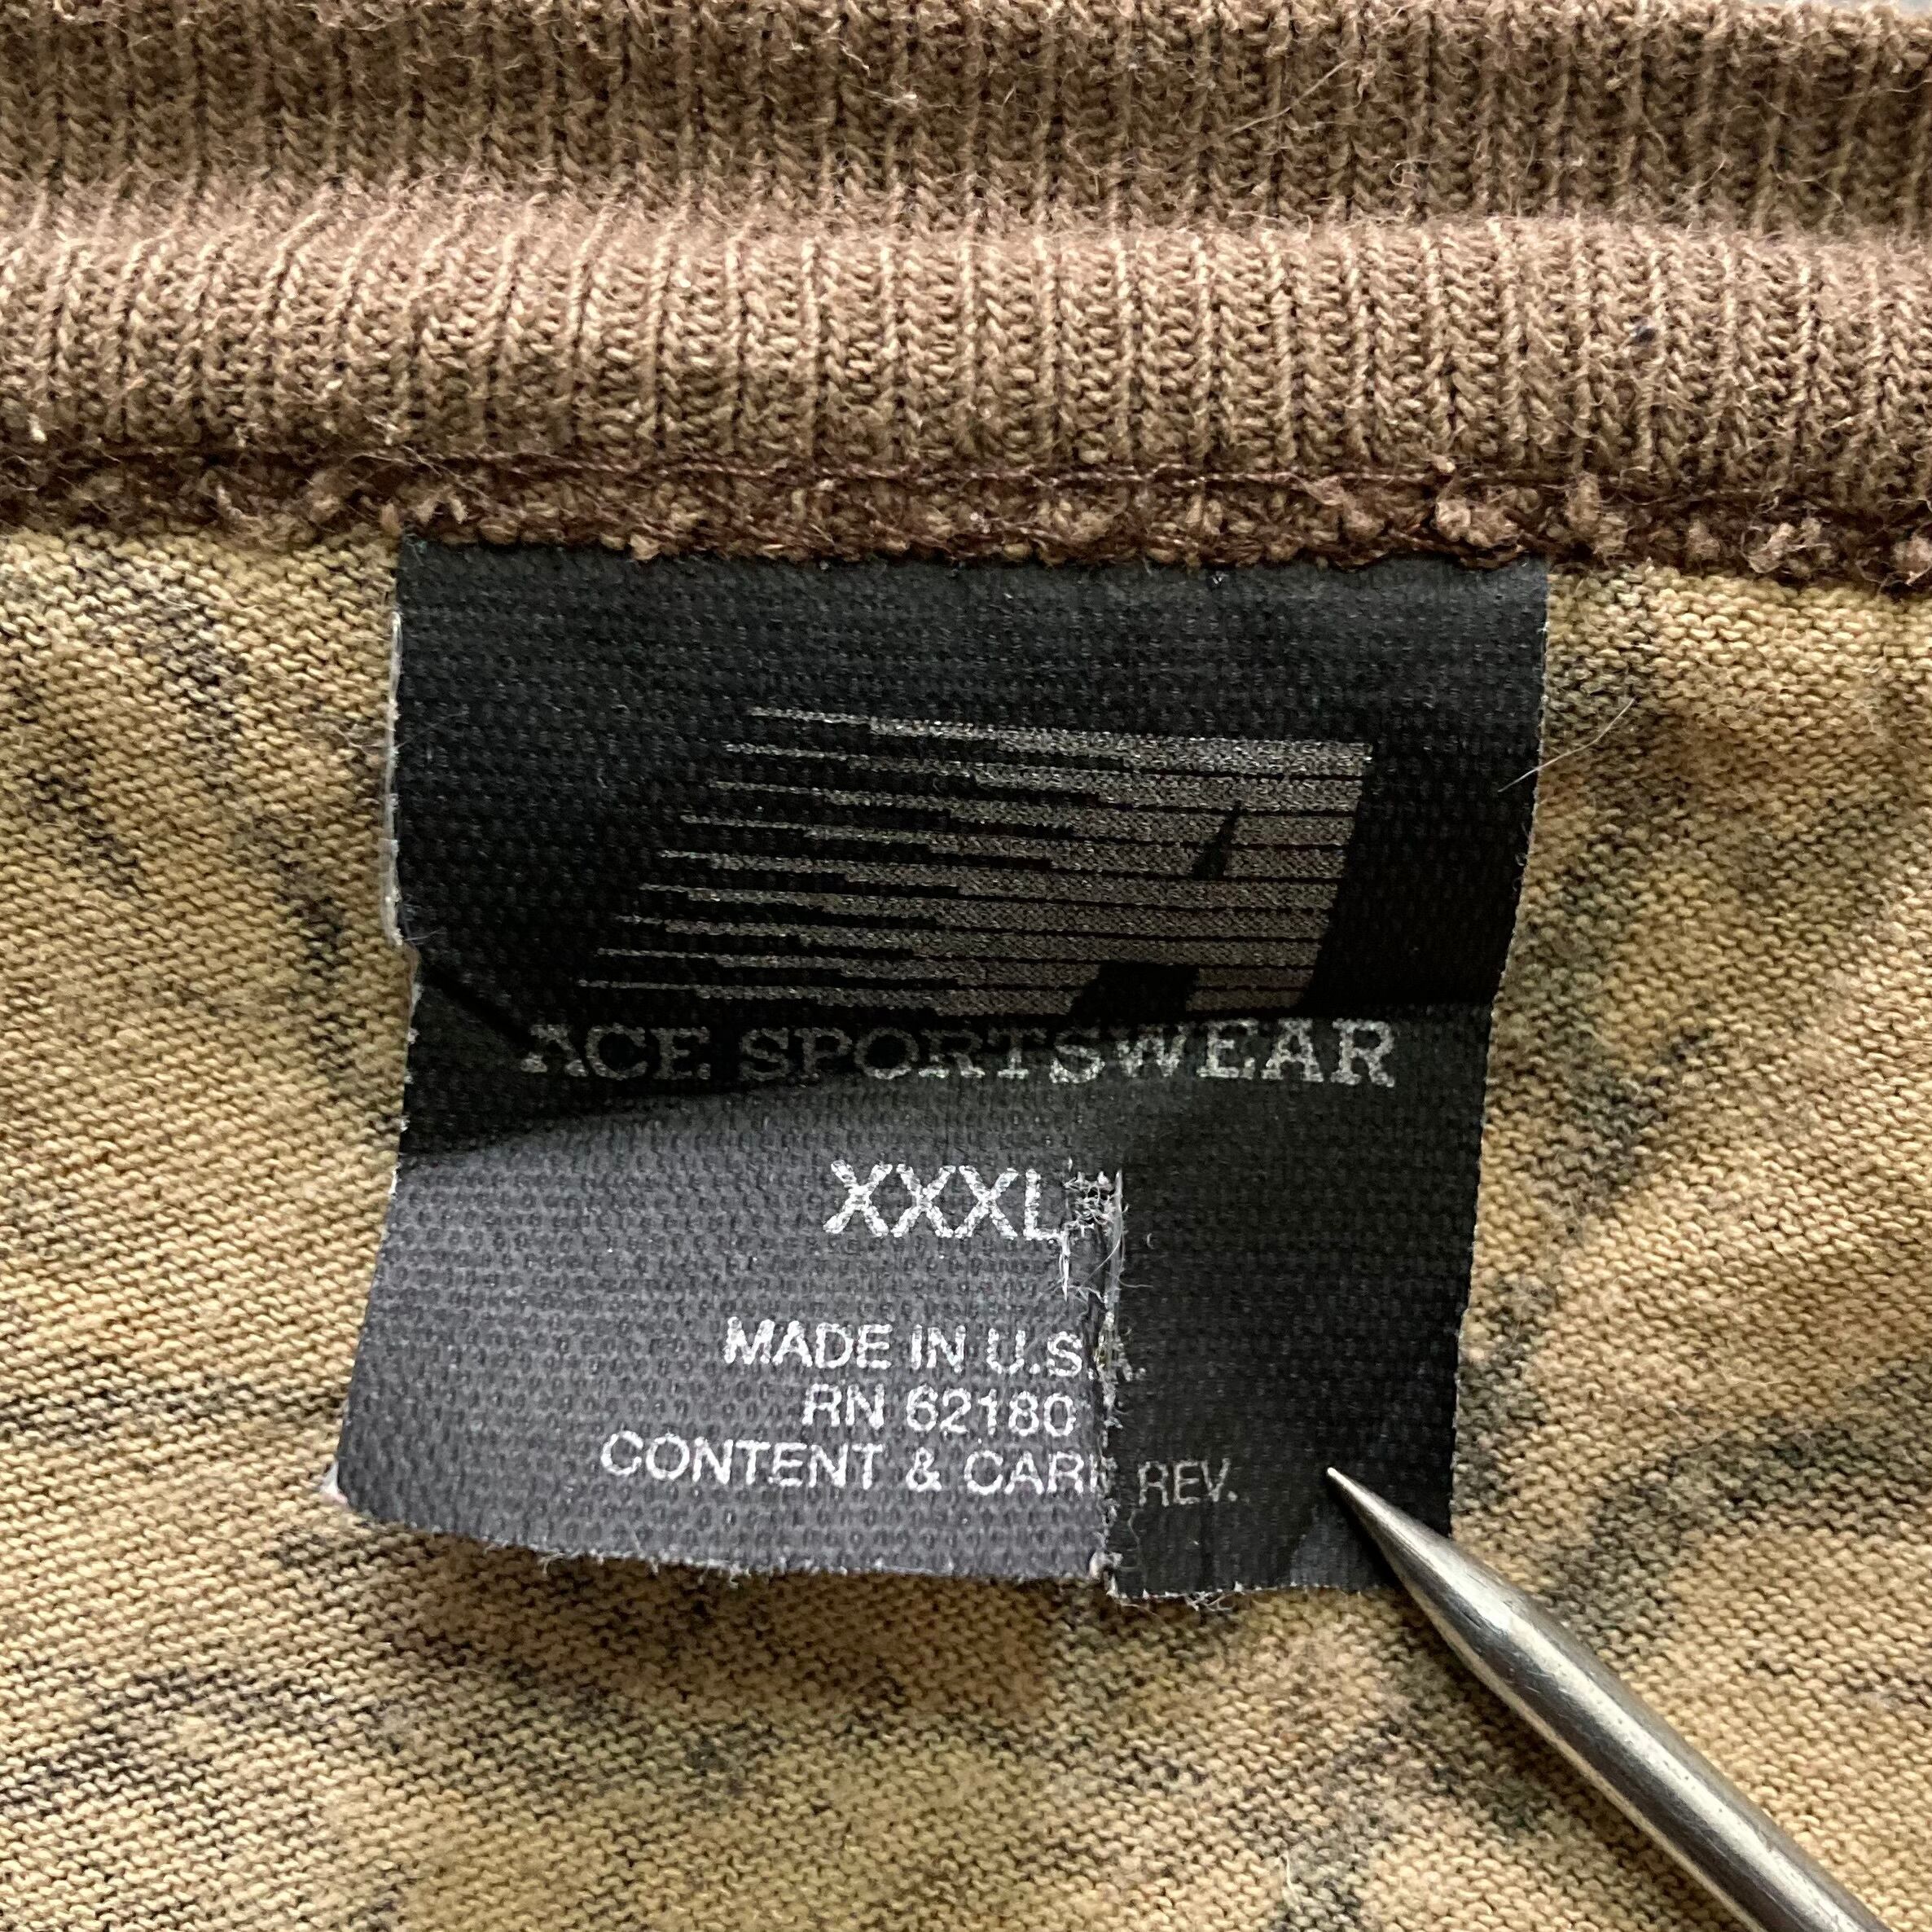 ACE SPORTSWEAR
XXXL
MADE IN U.S.A.
RN 62180
CONTENT & CARE REV.